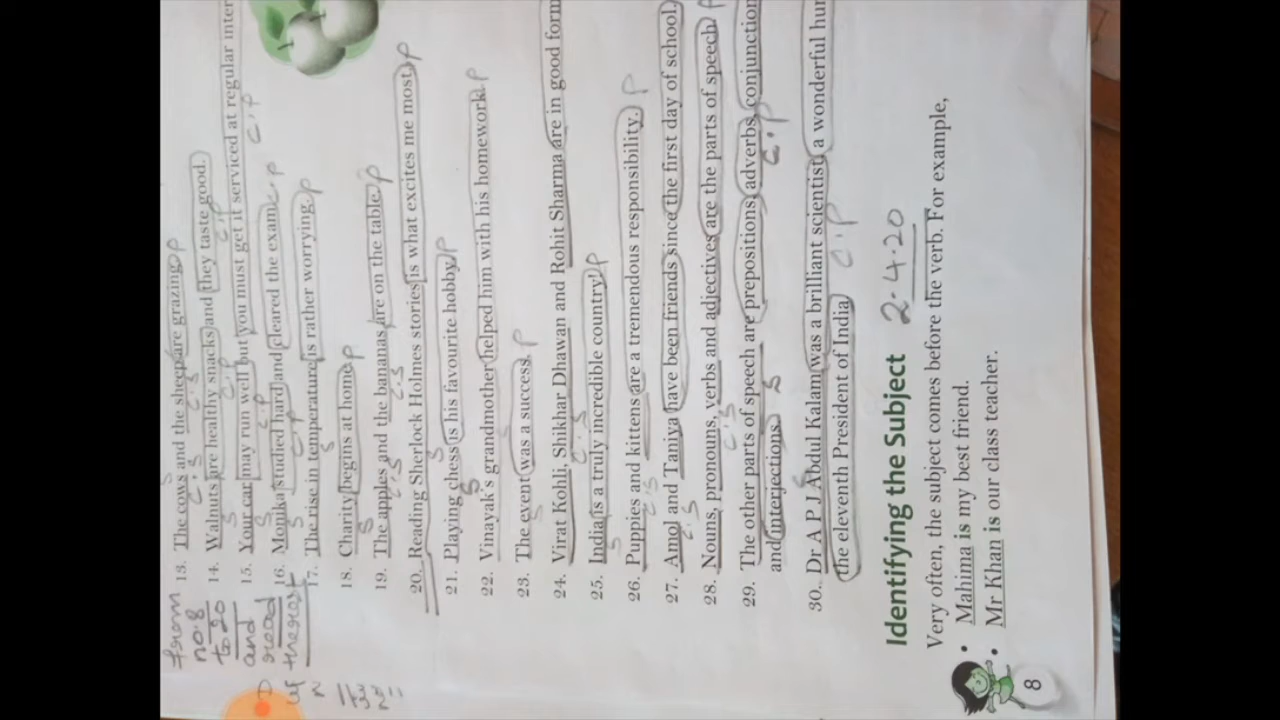 from
no.8
to 20
and
read
the rest
13. The cows and the sheep are grazing.
14. Walnuts are healthy snacks and they taste good.
15. Your car may run well but you must get it serviced at regular inter
16. Monika studied hard and cleared the exam.
17. The rise in temperature is rather worrying.
18. Charity begins at home.
19. The apples and the bananas are on the table.
20. Reading Sherlock Holmes stories is what excites me most.
21. Playing chess is his favourite hobby.
22. Vinayak's grandmother helped him with his homework.
23. The event was a success.
24. Virat Kohli, Shikhar Dhawan and Rohit Sharma are in good form
25. India is a truly incredible country!
26. Puppies and kittens are a tremendous responsibility.
27. Amol and Taniya have been friends since the first day of school.
28. Nouns, pronouns, verbs and adjectives are the parts of speech.
29. The other parts of speech are prepositions, adverbs, conjunction
and interjections.
30. Dr A P J Abdul Kalam was a brilliant scientist, a wonderful hu
the eleventh President of India.
Identifying the Subject 2.4.20
Very often, the subject comes before the verb. For example,
• Mahima is my best friend.
• Mr Khan is our class teacher.
8